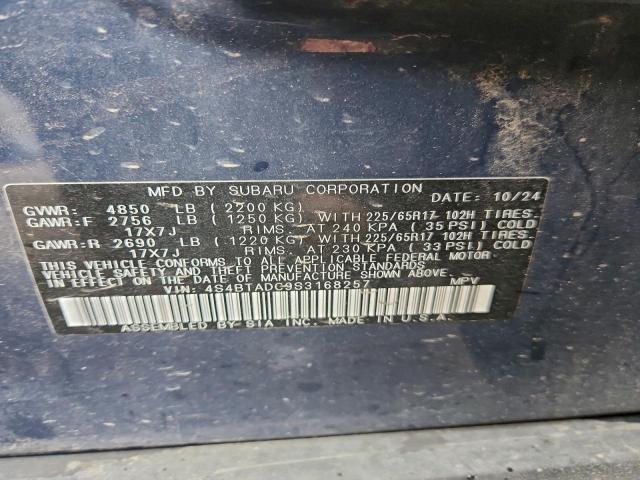 MFD BY SUBARU CORPORATION DATE: 10/24
GVWR: 4850 LB (2200 KG)
GAWR:F 2756 LB (1250 KG) WITH 225/65R17 102H TIRES,
17X7J RIMS, AT 240 KPA (35 PSI) COLD
GAWR:R 2690 LB (1220 KG) WITH 225/65R17 102H TIRES,
17X7J RIMS, AT 230 KPA (33 PSI) COLD
THIS VEHICLE CONFORMS TO ALL APPLICABLE FEDERAL MOTOR
VEHICLE SAFETY AND THEFT PREVENTION STANDARDS
IN EFFECT ON THE DATE OF MANUFACTURE SHOWN ABOVE.
VIN: 4S4BTADC9S3168257 MPV
ASSEMBLED BY SIA INC. MADE IN U.S.A.